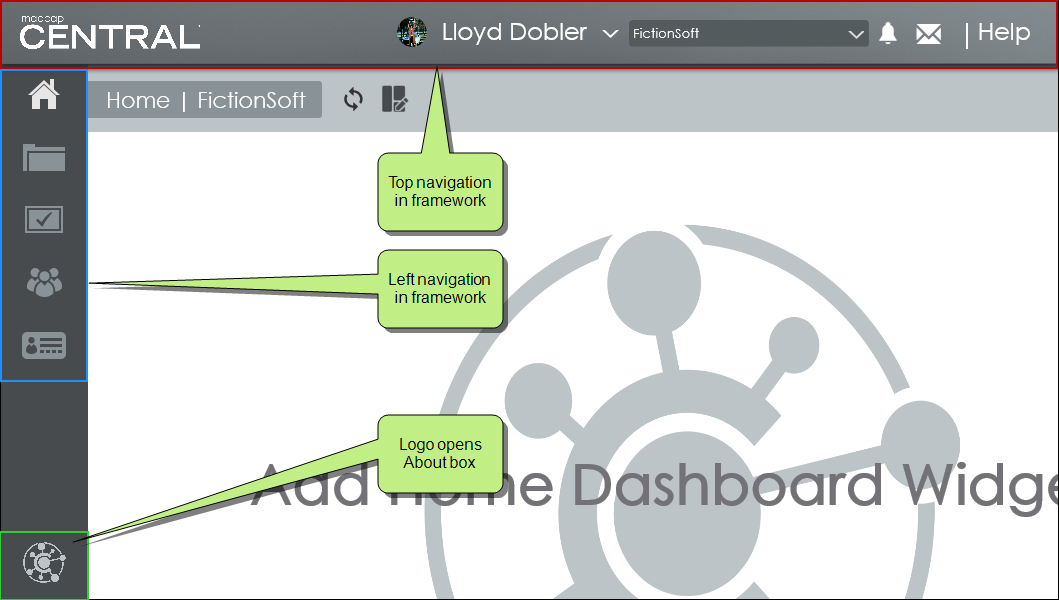 madcap
CENTRAL
Lloyd Dobler
FictionSoft
| Help
Home | FictionSoft
Top navigation
in framework
Left navigation
in framework
Logo opens
About box
Add Home Dashboard Widge